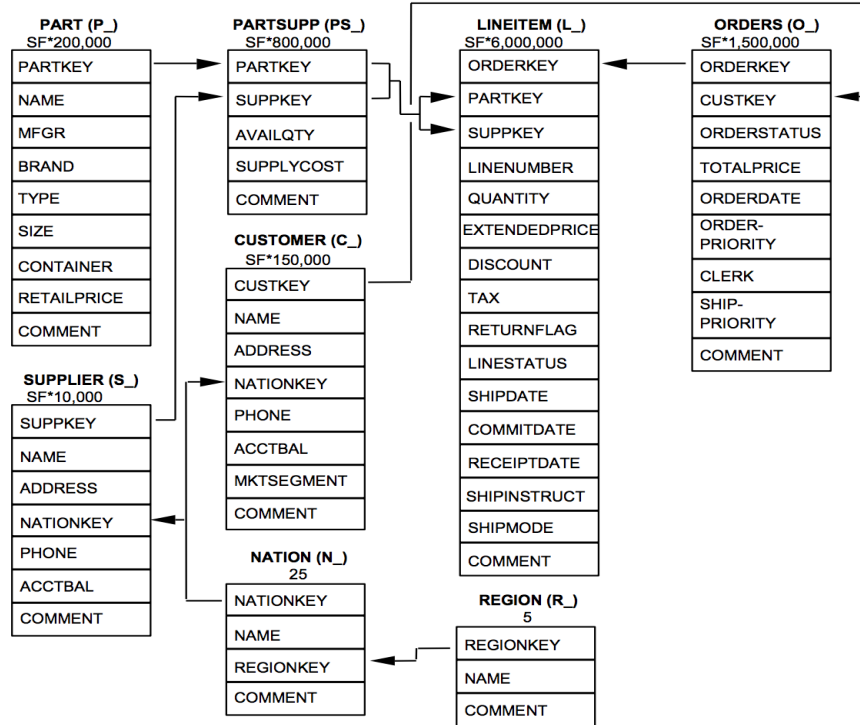 PART (P_)
SF*200,000
PARTKEY
NAME
MFGR
BRAND
TYPE
SIZE
CONTAINER
RETAILPRICE
COMMENT
SUPPLIER (S_)
SF*10,000
SUPPKEY
NAME
ADDRESS
NATIONKEY
PHONE
ACCTBAL
COMMENT
PARTSUPP (PS_)
SF*800,000
PARTKEY
SUPPKEY
AVAILQTY
SUPPLYCOST
COMMENT
CUSTOMER (C_)
SF*150,000
CUSTKEY
NAME
ADDRESS
NATIONKEY
PHONE
ACCTBAL
MKTSEGMENT
COMMENT
NATION (N_)
25
NATIONKEY
NAME
REGIONKEY
COMMENT
LINEITEM (L_)
SF*6,000,000
ORDERKEY
PARTKEY
SUPPKEY
LINENUMBER
QUANTITY
EXTENDEDPRICE
DISCOUNT
TAX
RETURNFLAG
LINESTATUS
SHIPDATE
COMMITDATE
RECEIPTDATE
SHIPINSTRUCT
SHIPMODE
COMMENT
REGION (R_)
5
REGIONKEY
NAME
COMMENT
ORDERS (O_)
SF*1,500,000
ORDERKEY
CUSTKEY
ORDERSTATUS
TOTALPRICE
ORDERDATE
ORDER-
PRIORITY
CLERK
SHIP-
PRIORITY
COMMENT